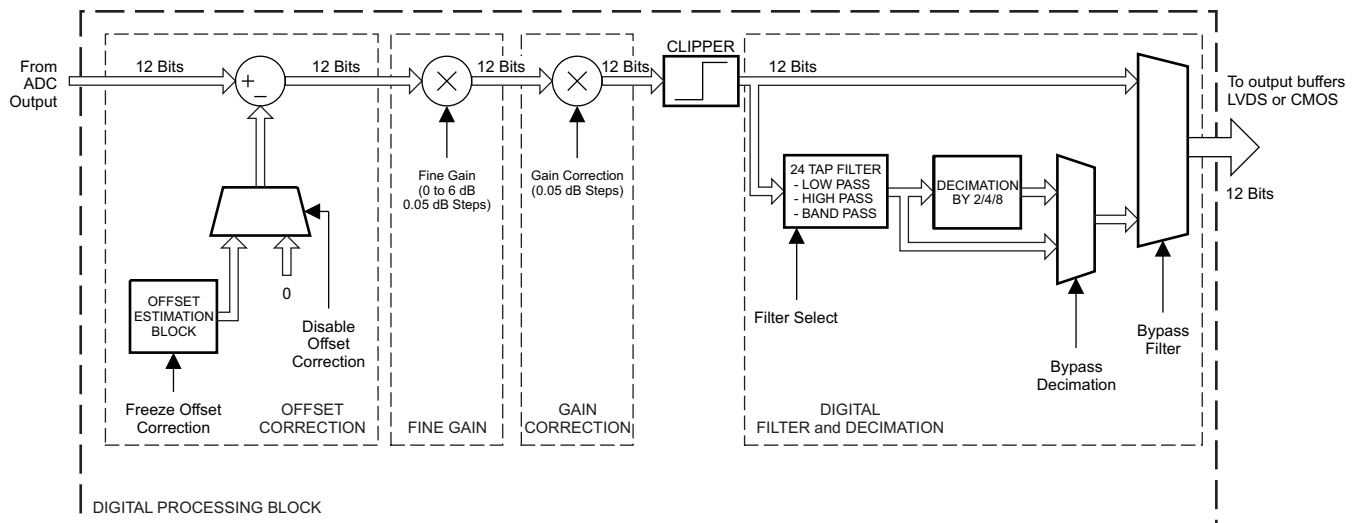 From
ADC
Output
12 Bits
+
–
12 Bits
12 Bits
12 Bits
CLIPPER
12 Bits
To output buffers
LVDS or CMOS
12 Bits
Fine Gain
(0 to 6 dB
0.05 dB Steps)
Gain Correction
(0.05 dB Steps)
24 TAP FILTER
- LOW PASS
- HIGH PASS
- BAND PASS
DECIMATION
BY 2/4/8
0
OFFSET
ESTIMATION
BLOCK
Disable
Offset
Correction
Filter Select
Bypass
Filter
Bypass
Decimation
Freeze Offset
Correction
OFFSET
CORRECTION
FINE GAIN
GAIN
CORRECTION
DIGITAL
FILTER and DECIMATION
DIGITAL PROCESSING BLOCK